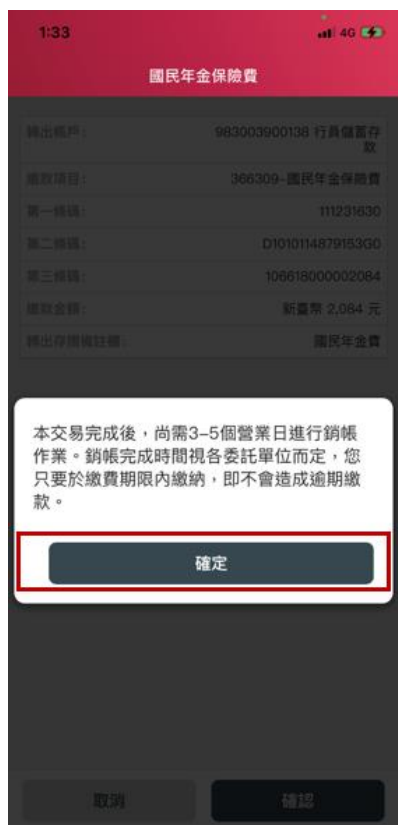 1:33
4G
國民年金保險費
轉出帳戶:
983003900138 行員儲蓄存
款
繳款項目:
366309-國民年金保險費
第一條碼:
111231630
第二條碼:
D1010114879153G0
第三條碼:
106618000002084
繳款金額:
新臺幣 2,084 元
轉出存摺備註欄:
國民年金費
本交易完成後,尚需3–5個營業日進行銷帳
作業。銷帳完成時間視各委託單位而定,您
只要於繳費期限內繳納,即不會造成逾期繳
款。
確定
取消
確認